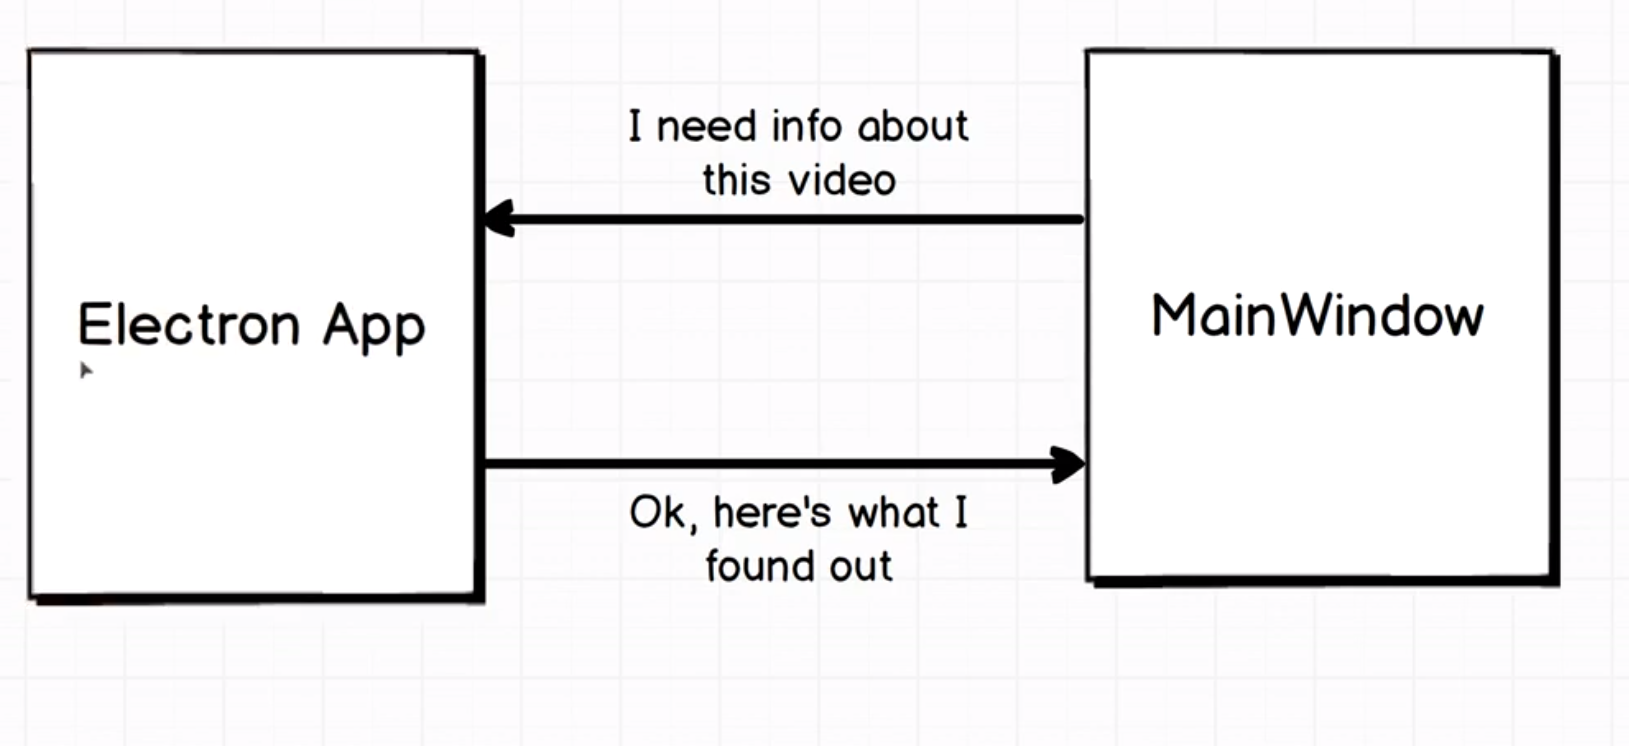 I need info about
this video
Electron App
MainWindow
Ok, here's what I
found out